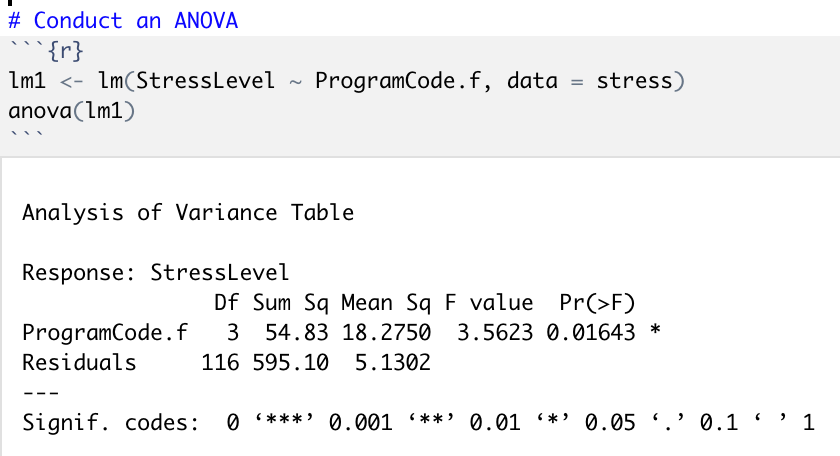 # Conduct an ANOVA
```{r}
lm1 <- lm(StressLevel ~ ProgramCode.f, data = stress)
anova(lm1)
```
Analysis of Variance Table
Response: StressLevel
Df Sum Sq Mean Sq F value Pr(>F)
ProgramCode.f 3 54.83 18.2750 3.5623 0.01643 *
Residuals 116 595.10 5.1302
---
Signif. codes: 0 ‘***’ 0.001 ‘**’ 0.01 ‘*’ 0.05 ‘.’ 0.1 ‘ ’ 1